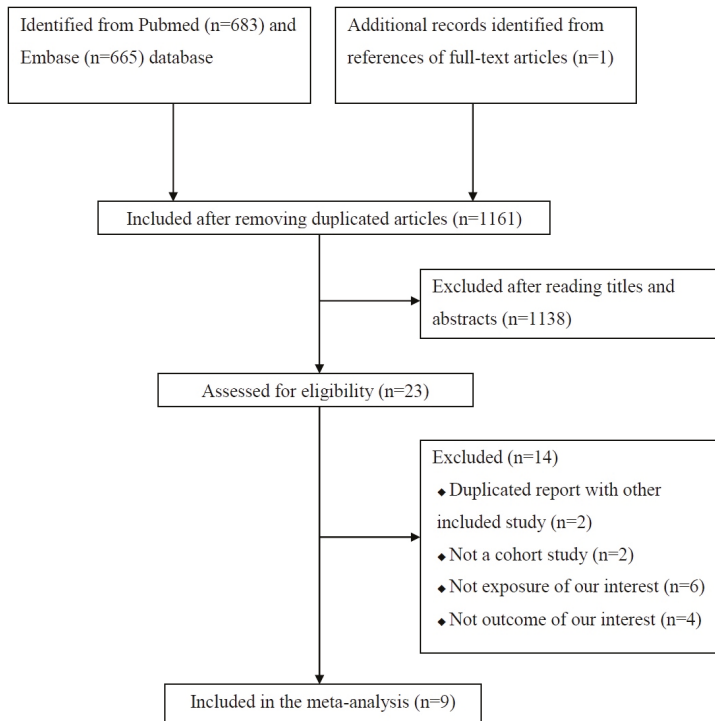 Identified from Pubmed (n=683) and
Embase (n=665) database
Additional records identified from
references of full-text articles (n=1)
Included after removing duplicated articles (n=1161)
Excluded after reading titles and
abstracts (n=1138)
Assessed for eligibility (n=23)
Excluded (n=14)
◆ Duplicated report with other
included study (n=2)
◆ Not a cohort study (n=2)
◆ Not exposure of our interest (n=6)
◆ Not outcome of our interest (n=4)
Included in the meta-analysis (n=9)